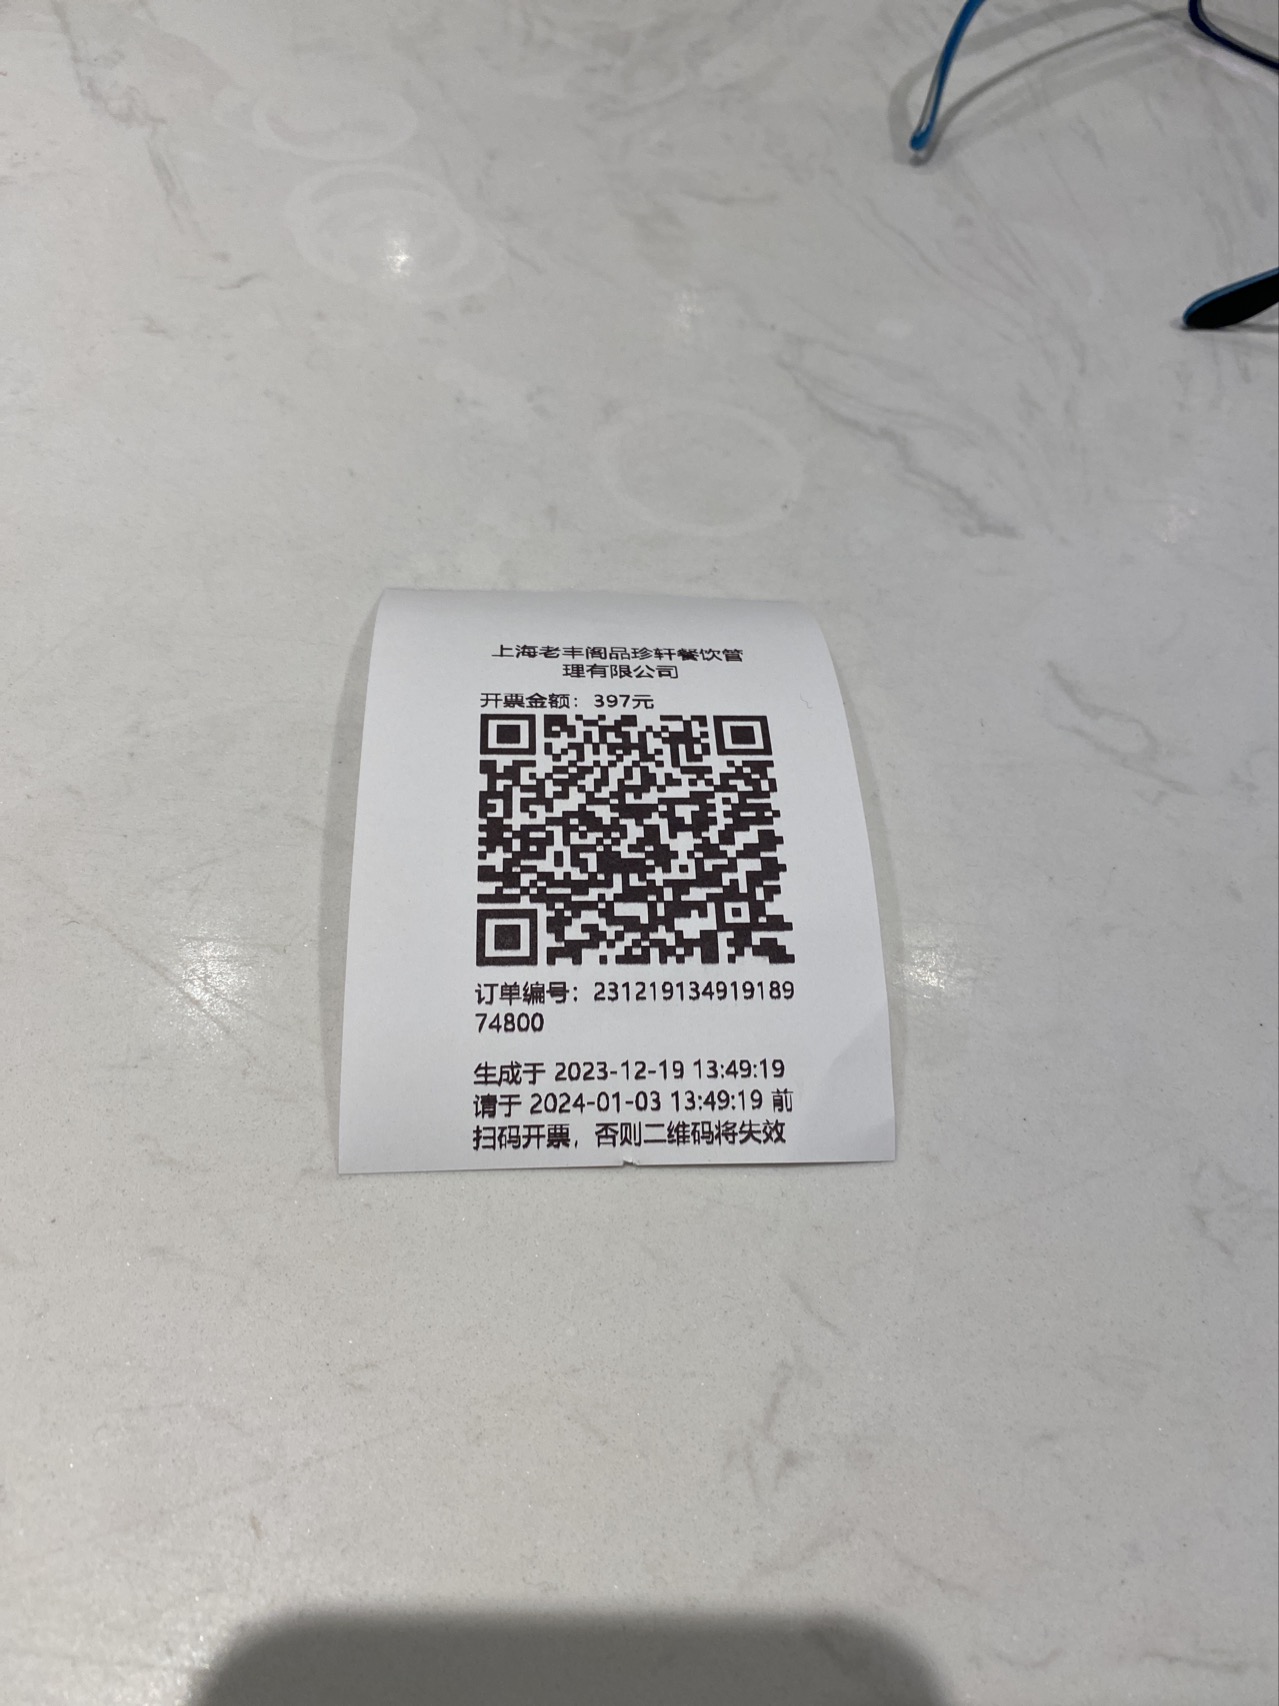 上海老丰阁品珍轩餐饮管
理有限公司
开票金额：397元
订单编号：231219134919189
74800
生成于 2023-12-19 13:49:19
请于 2024-01-03 13:49:19 前
扫码开票，否则二维码将失效